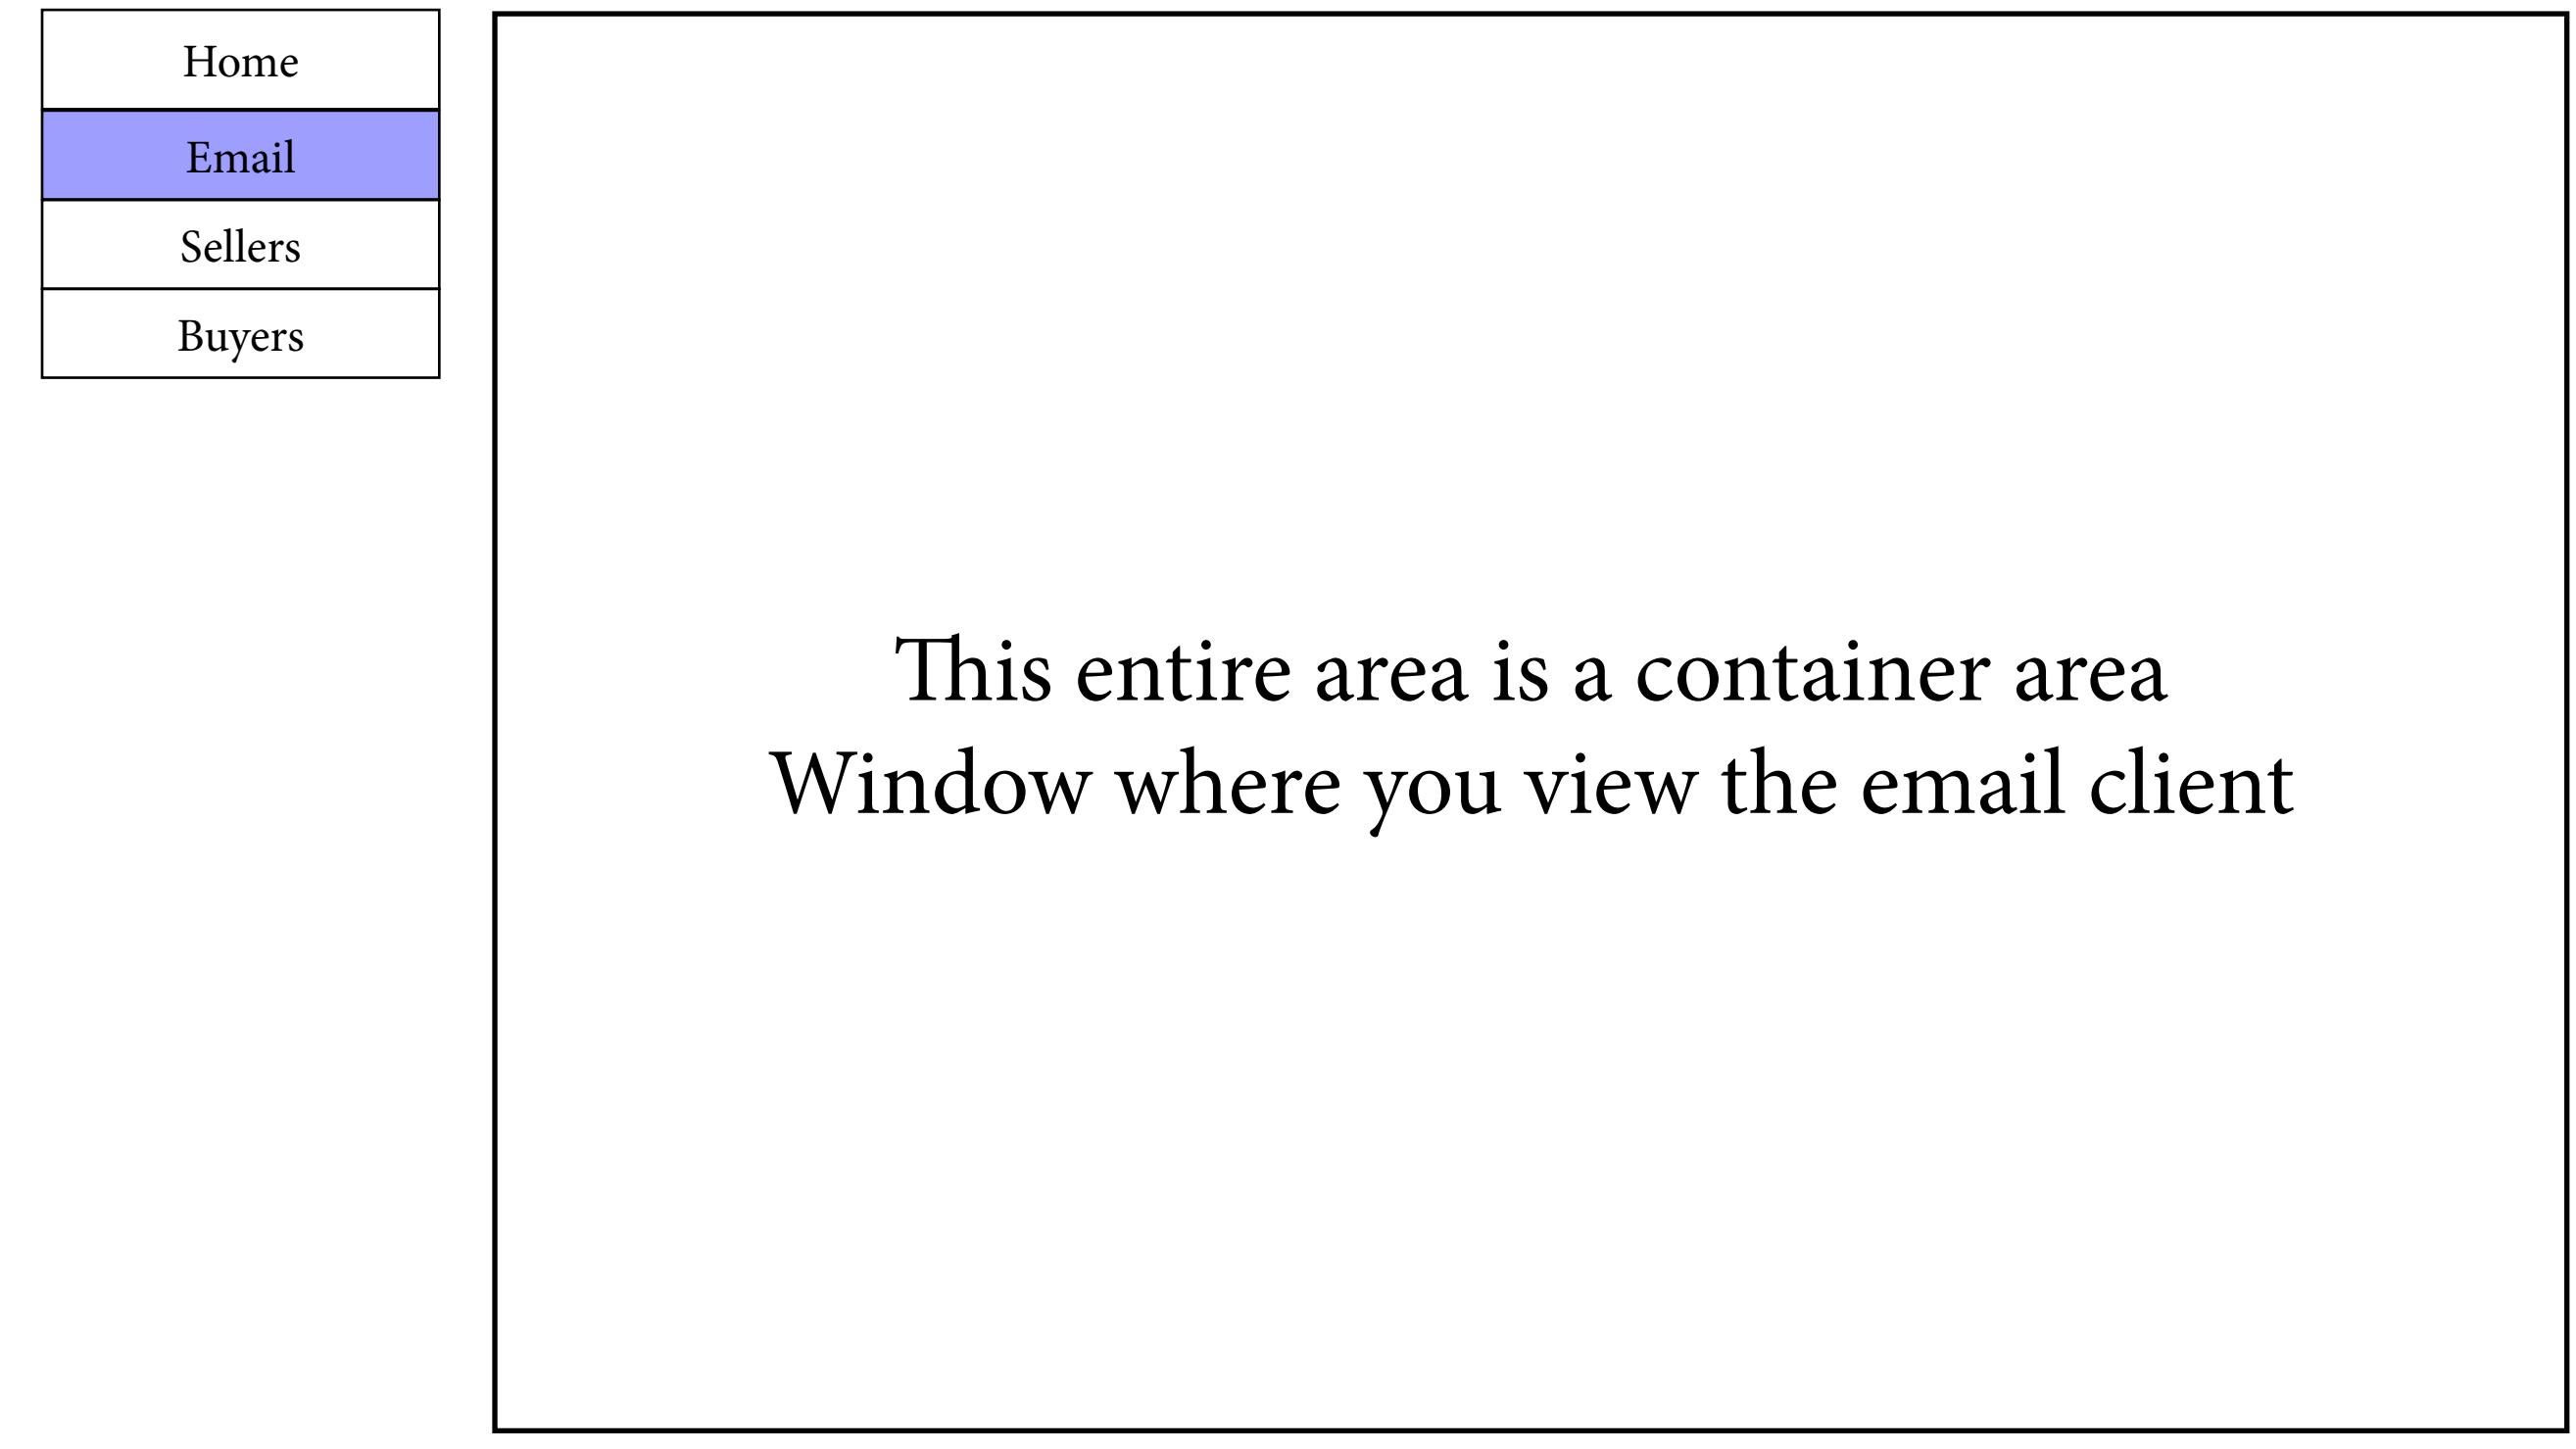 Home
Email
Sellers
Buyers
This entire area is a container area
Window where you view the email client